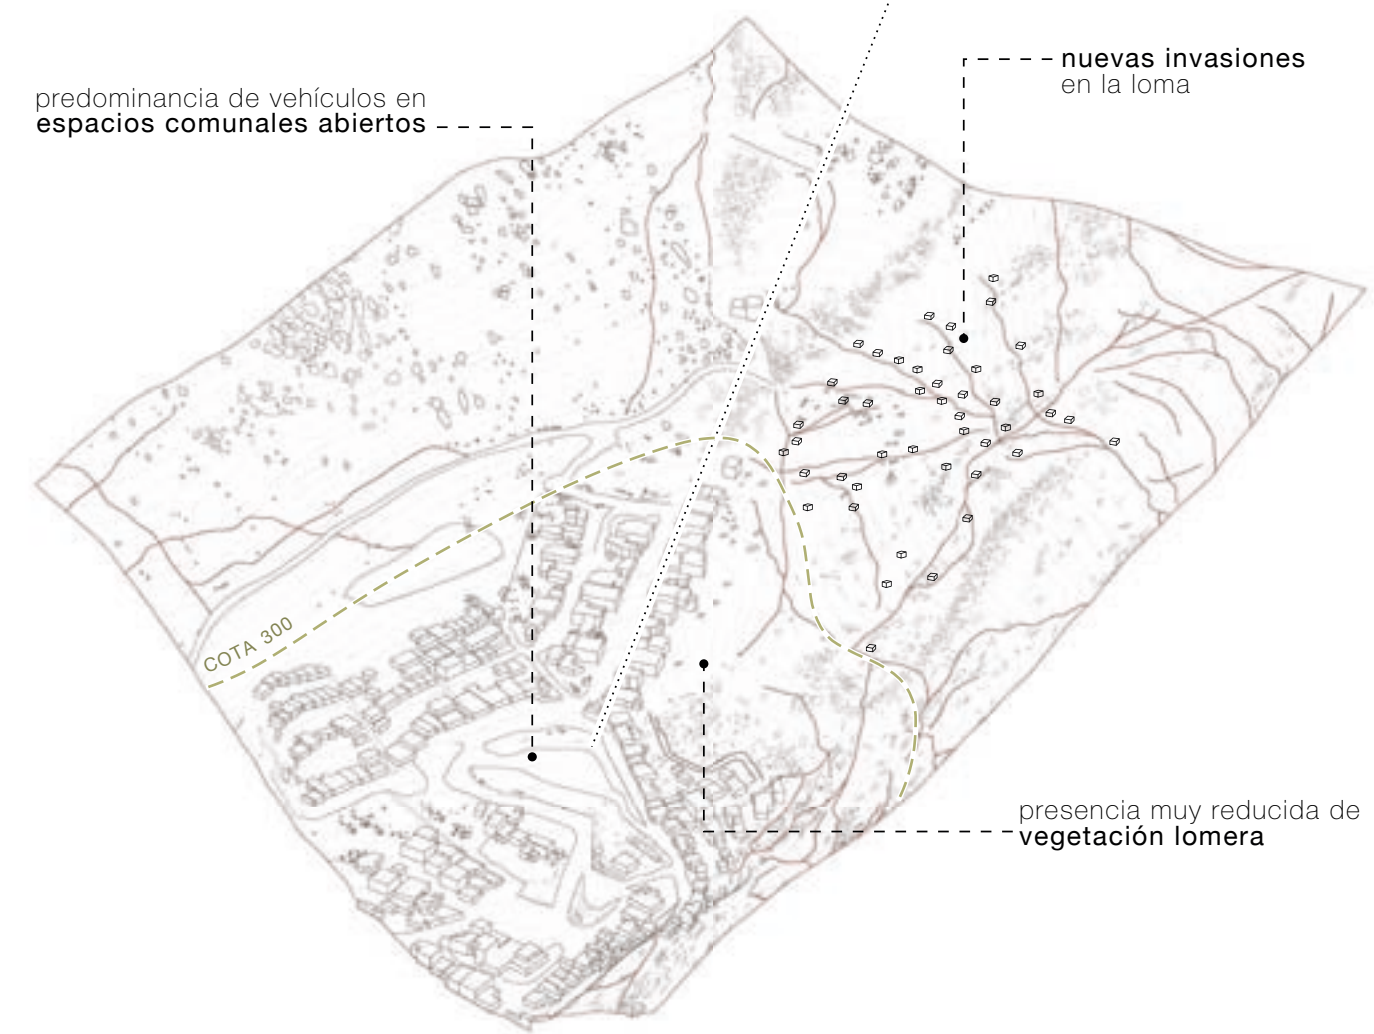 predominancia de vehículos en
espacios comunales abiertos
nuevas invasiones
en la loma
COTA 300
presencia muy reducida de
vegetación lomera